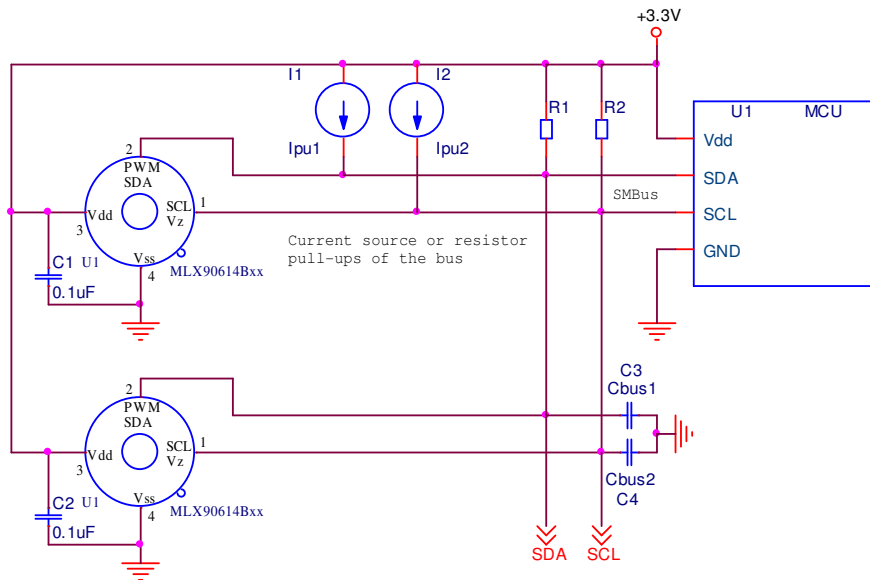 +3.3V
I1
I2
R1
R2
U1
MCU
Ipu1
Ipu2
Vdd
SDA
SCL
GND
SMBus
2
PWM
SDA
SCL
Vz
1
Vdd
3
Vss
4
U1
MLX90614Bxx
C1
0.1uF
Current source or resistor
pull-ups of the bus
2
PWM
SDA
SCL
Vz
1
Vdd
3
Vss
4
U1
MLX90614Bxx
C2
0.1uF
C3
Cbus1
Cbus2
C4
SDA
SCL